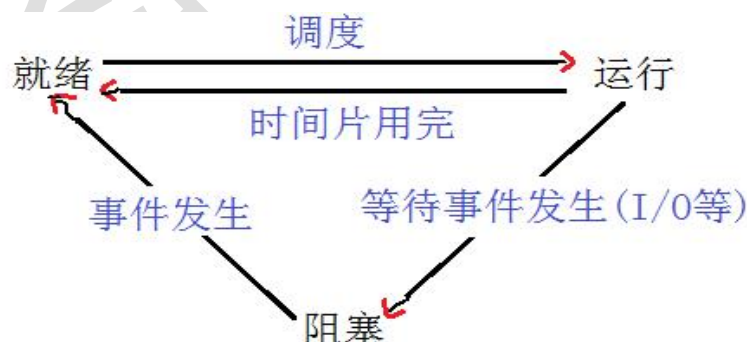 调度
就绪
运行
时间片用完
事件发生
等待事件发生(I/O等)
阻塞